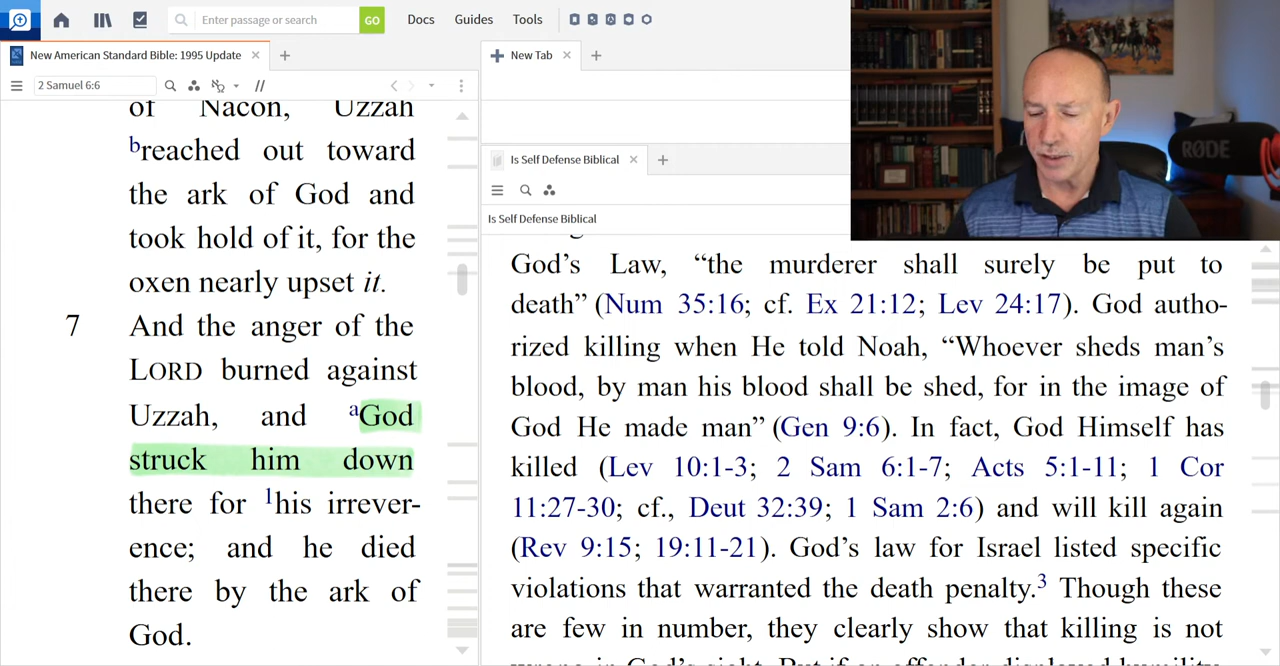 Enter passage or search
GO
Docs
Guides
Tools
New American Standard Bible: 1995 Update
New Tab
2 Samuel 6:6
of Nacon, Uzzah
breached out toward
the ark of God and
took hold of it, for the
oxen nearly upset it.
7 And the anger of the
LORD burned against
Uzzah, and aGod
struck him down
there for 1his irrever-
ence; and he died
there by the ark of
God.
Is Self Defense Biblical
Is Self Defense Biblical
God's Law, “the murderer shall surely be put to
death” (Num 35:16; cf. Ex 21:12; Lev 24:17). God autho-
rized killing when He told Noah, “Whoever sheds man's
blood, by man his blood shall be shed, for in the image of
God He made man” (Gen 9:6). In fact, God Himself has
killed (Lev 10:1-3; 2 Sam 6:1-7; Acts 5:1-11; 1 Cor
11:27-30; cf., Deut 32:39; 1 Sam 2:6) and will kill again
(Rev 9:15; 19:11-21). God's law for Israel listed specific
violations that warranted the death penalty.3 Though these
are few in number, they clearly show that killing is not
RODE